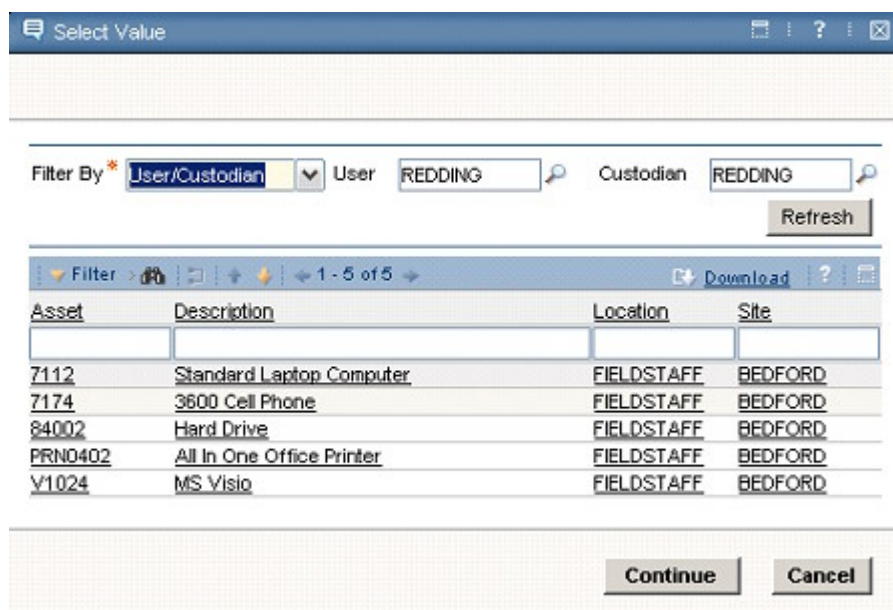 Select Value ?
Filter By * User/Custodian User REDDING Custodian REDDING
Refresh
Filter 1 - 5 of 5 Download ?
Asset Description Location Site
7112 Standard Laptop Computer FIELDSTAFF BEDFORD
7174 3600 Cell Phone FIELDSTAFF BEDFORD
84002 Hard Drive FIELDSTAFF BEDFORD
PRN0402 All In One Office Printer FIELDSTAFF BEDFORD
V1024 MS Visio FIELDSTAFF BEDFORD
Continue Cancel